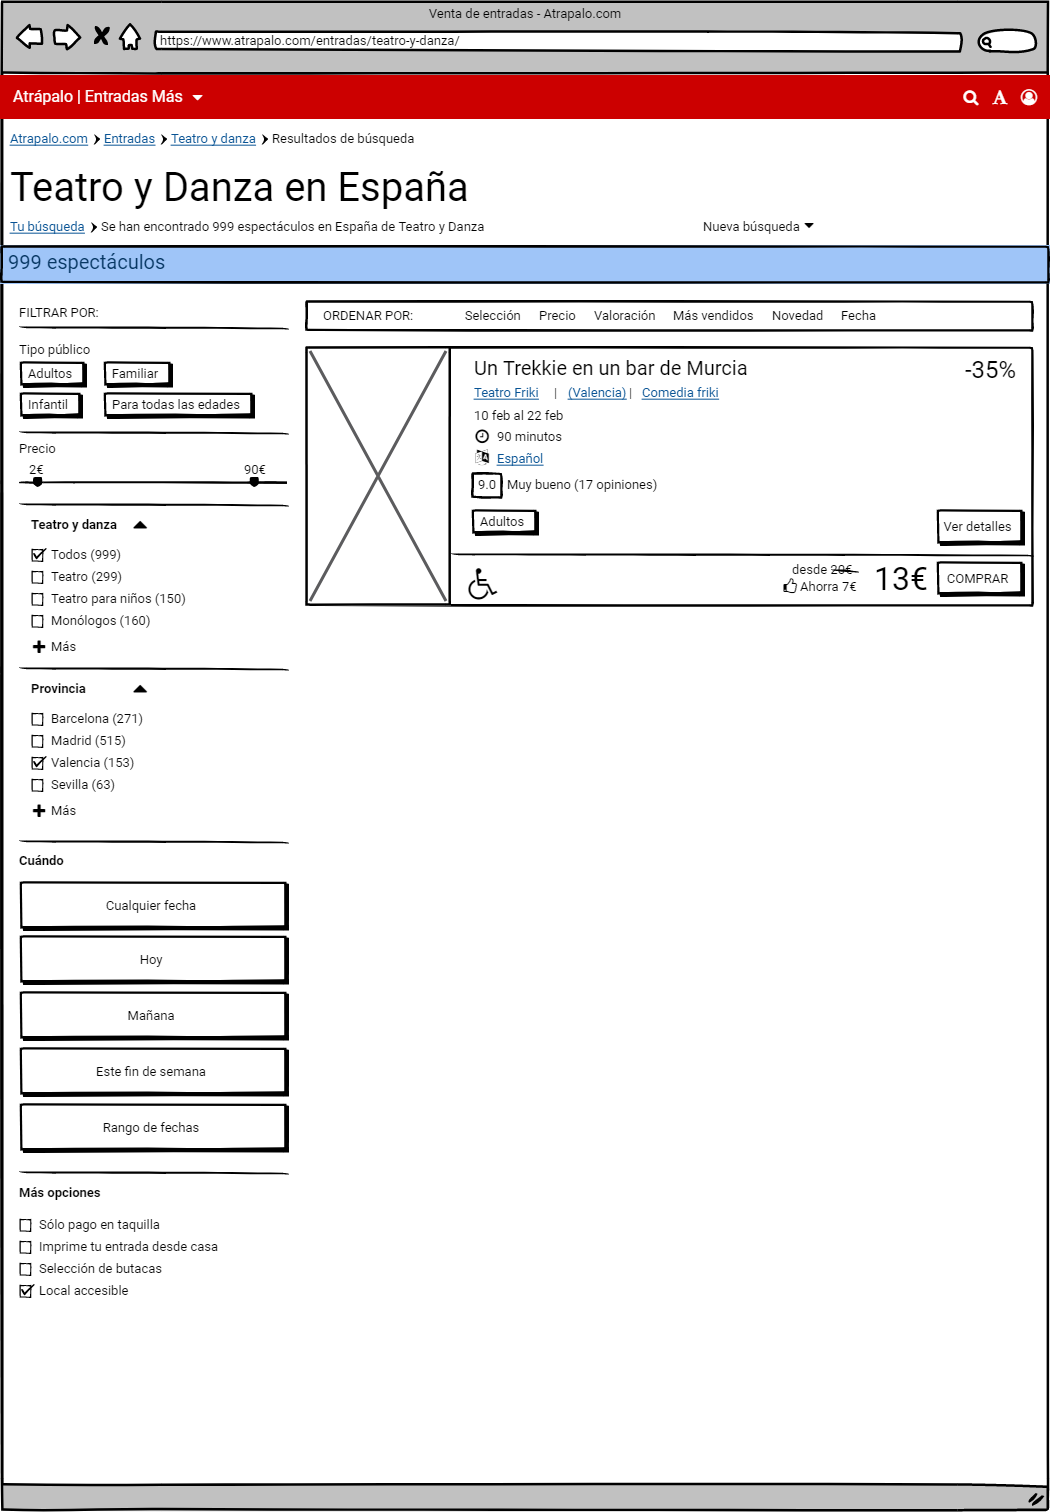 Venta de entradas - Atrapalo.com
https://www.atrapalo.com/entradas/teatro-y-danza/
Atrápalo | Entradas Más
A
Atrapalo.com Entradas Teatro y danza Resultados de búsqueda
Teatro y Danza en España
Tu búsqueda Se han encontrado 999 espectáculos en España de Teatro y Danza
Nueva búsqueda
999 espectáculos
FILTRAR POR:
Tipo público
Adultos Familiar
Infantil Para todas las edades
Precio
2€ 90€
Teatro y danza
Todos (999)
Teatro (299)
Teatro para niños (150)
Monólogos (160)
Más
Provincia
Barcelona (271)
Madrid (515)
Valencia (153)
Sevilla (63)
Más
Cuándo
Cualquier fecha
Hoy
Mañana
Este fin de semana
Rango de fechas
Más opciones
Sólo pago en taquilla
Imprime tu entrada desde casa
Selección de butacas
Local accesible
ORDENAR POR: Selección Precio Valoración Más vendidos Novedad Fecha
Un Trekkie en un bar de Murcia
-35%
Teatro Friki | (Valencia) | Comedia friki
10 feb al 22 feb
90 minutos
Español
9.0 Muy bueno (17 opiniones)
Adultos
Ver detalles
desde 20€
Ahorra 7€
13€
COMPRAR